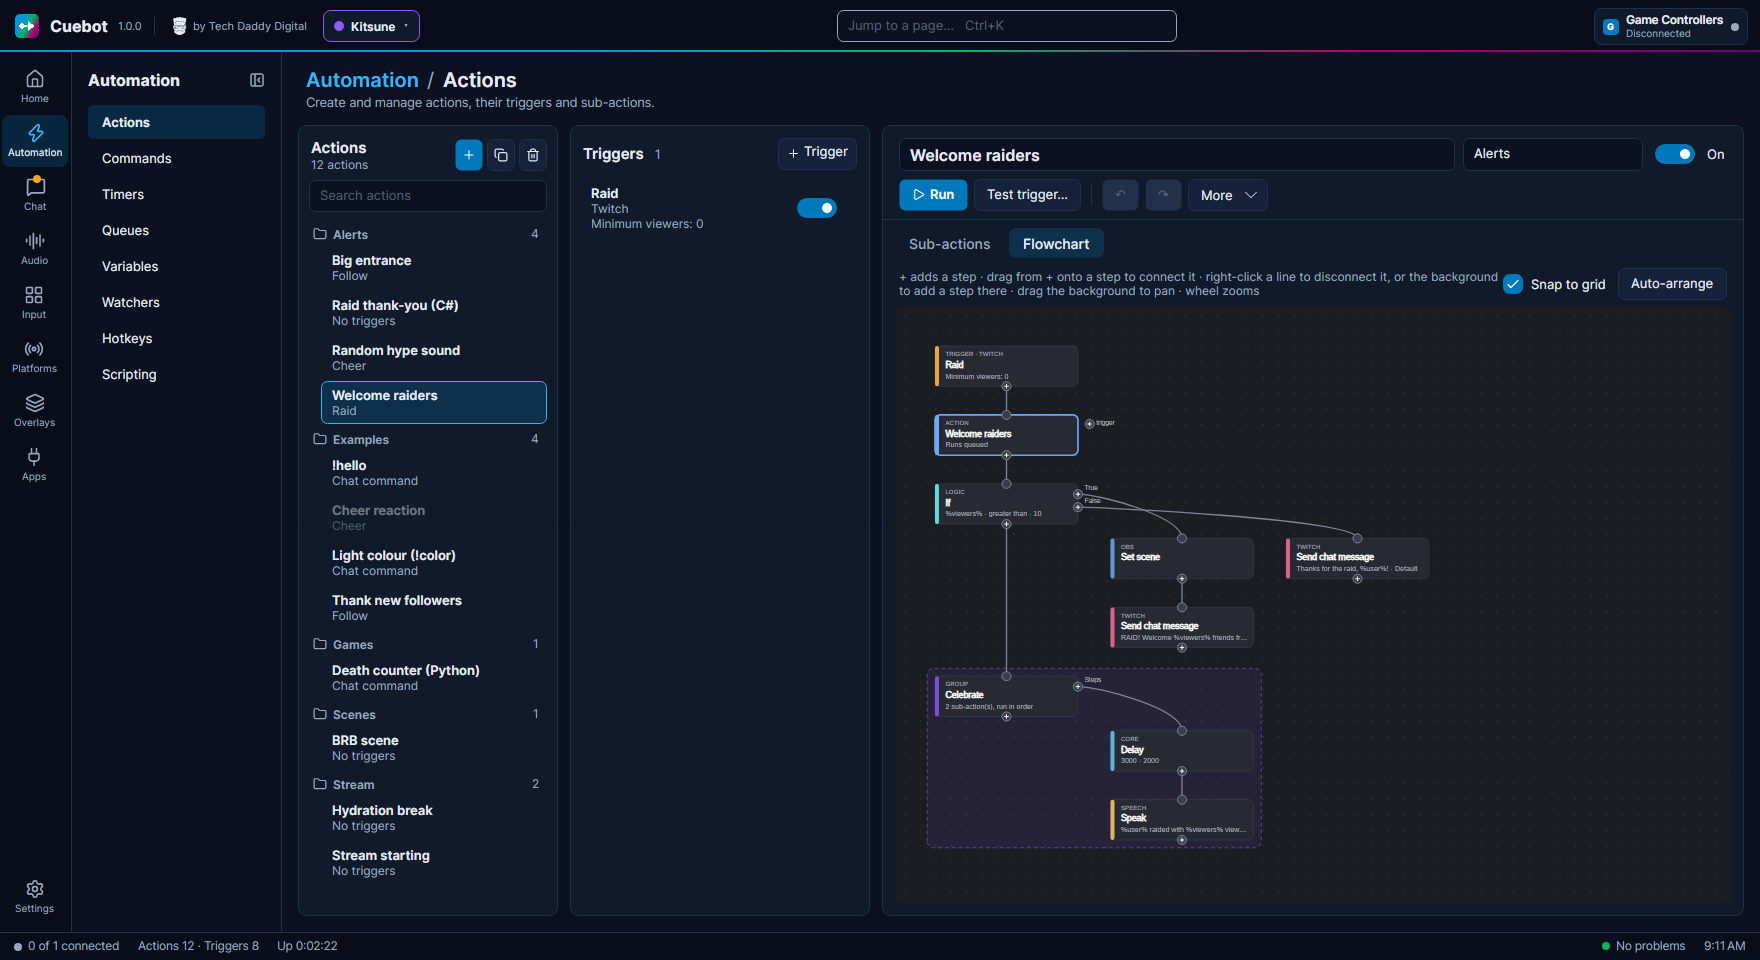 Cuebot 1.0.0 by Tech Daddy Digital Kitsune
Jump to a page... Ctrl+K
G Game Controllers
Disconnected
Home
Automation
Chat
Audio
Input
Platforms
Overlays
Apps
Settings
Automation
Actions
Commands
Timers
Queues
Variables
Watchers
Hotkeys
Scripting
Automation / Actions
Create and manage actions, their triggers and sub-actions.
Actions
12 actions
Search actions
Alerts 4
Big entrance
Follow
Raid thank-you (C#)
No triggers
Random hype sound
Cheer
Welcome raiders
Raid
Examples 4
!hello
Chat command
Cheer reaction
Cheer
Light colour (!color)
Chat command
Thank new followers
Follow
Games 1
Death counter (Python)
Chat command
Scenes 1
BRB scene
No triggers
Stream 2
Hydration break
No triggers
Stream starting
No triggers
Triggers 1
+ Trigger
Raid
Twitch
Minimum viewers: 0
Welcome raiders
Alerts
On
Run
Test trigger...
More
Sub-actions
Flowchart
+ adds a step · drag from + onto a step to connect it · right-click a line to disconnect it, or the background
to add a step there · drag the background to pan · wheel zooms
Snap to grid
Auto-arrange
TRIGGER · TWITCH
Raid
Minimum viewers: 0
ACTION
Welcome raiders
Runs queued
trigger
LOGIC
If
%viewers% · greater than · 10
True
False
OBS
Set scene
TWITCH
Send chat message
Thanks for the raid, %user%! · Default
TWITCH
Send chat message
RAID! Welcome %viewers% friends fr...
GROUP
Celebrate
2 sub-action(s), run in order
Steps
CORE
Delay
3000 · 2000
SPEECH
Speak
%user% raided with %viewers% view...
0 of 1 connected Actions 12 · Triggers 8 Up 0:02:22
No problems 9:11 AM